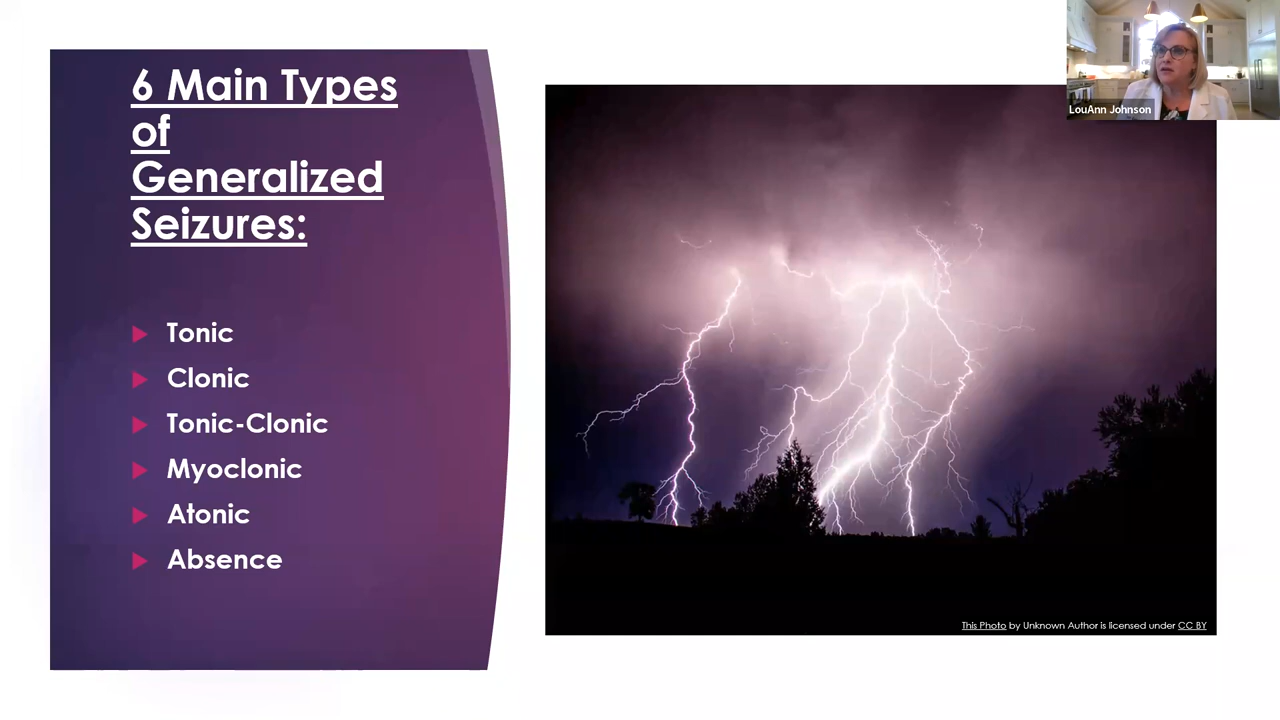 6 Main Types
of
Generalized
Seizures:
Tonic
Clonic
Tonic-Clonic
Myoclonic
Atonic
Absence
LouAnn Johnson
This Photo by Unknown Author is licensed under CC BY